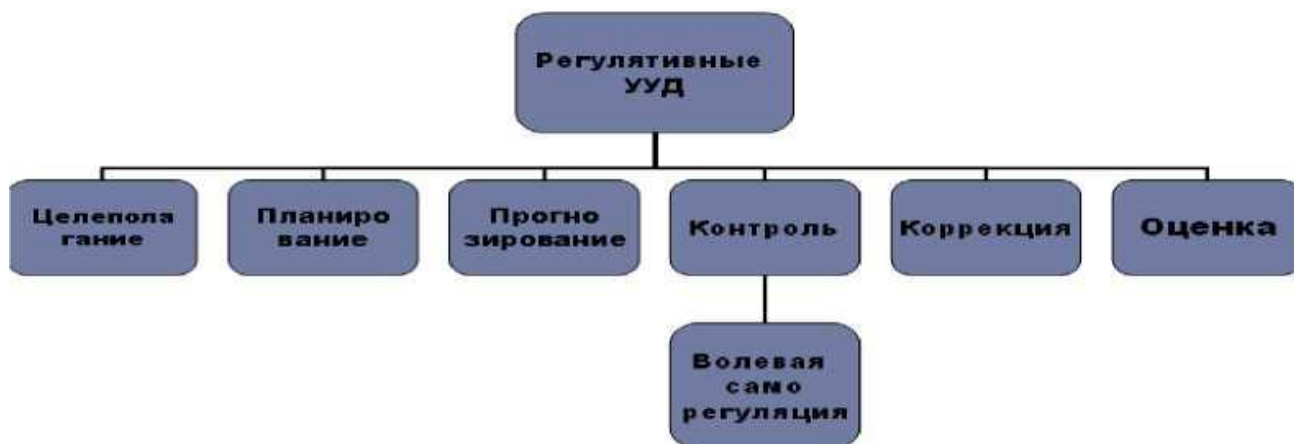 Регулятивные
УУД
Целепола
гание
Планиро
вание
Прогно
зирование
Контроль
Коррекция
Оценка
Волевая
само
регуляция